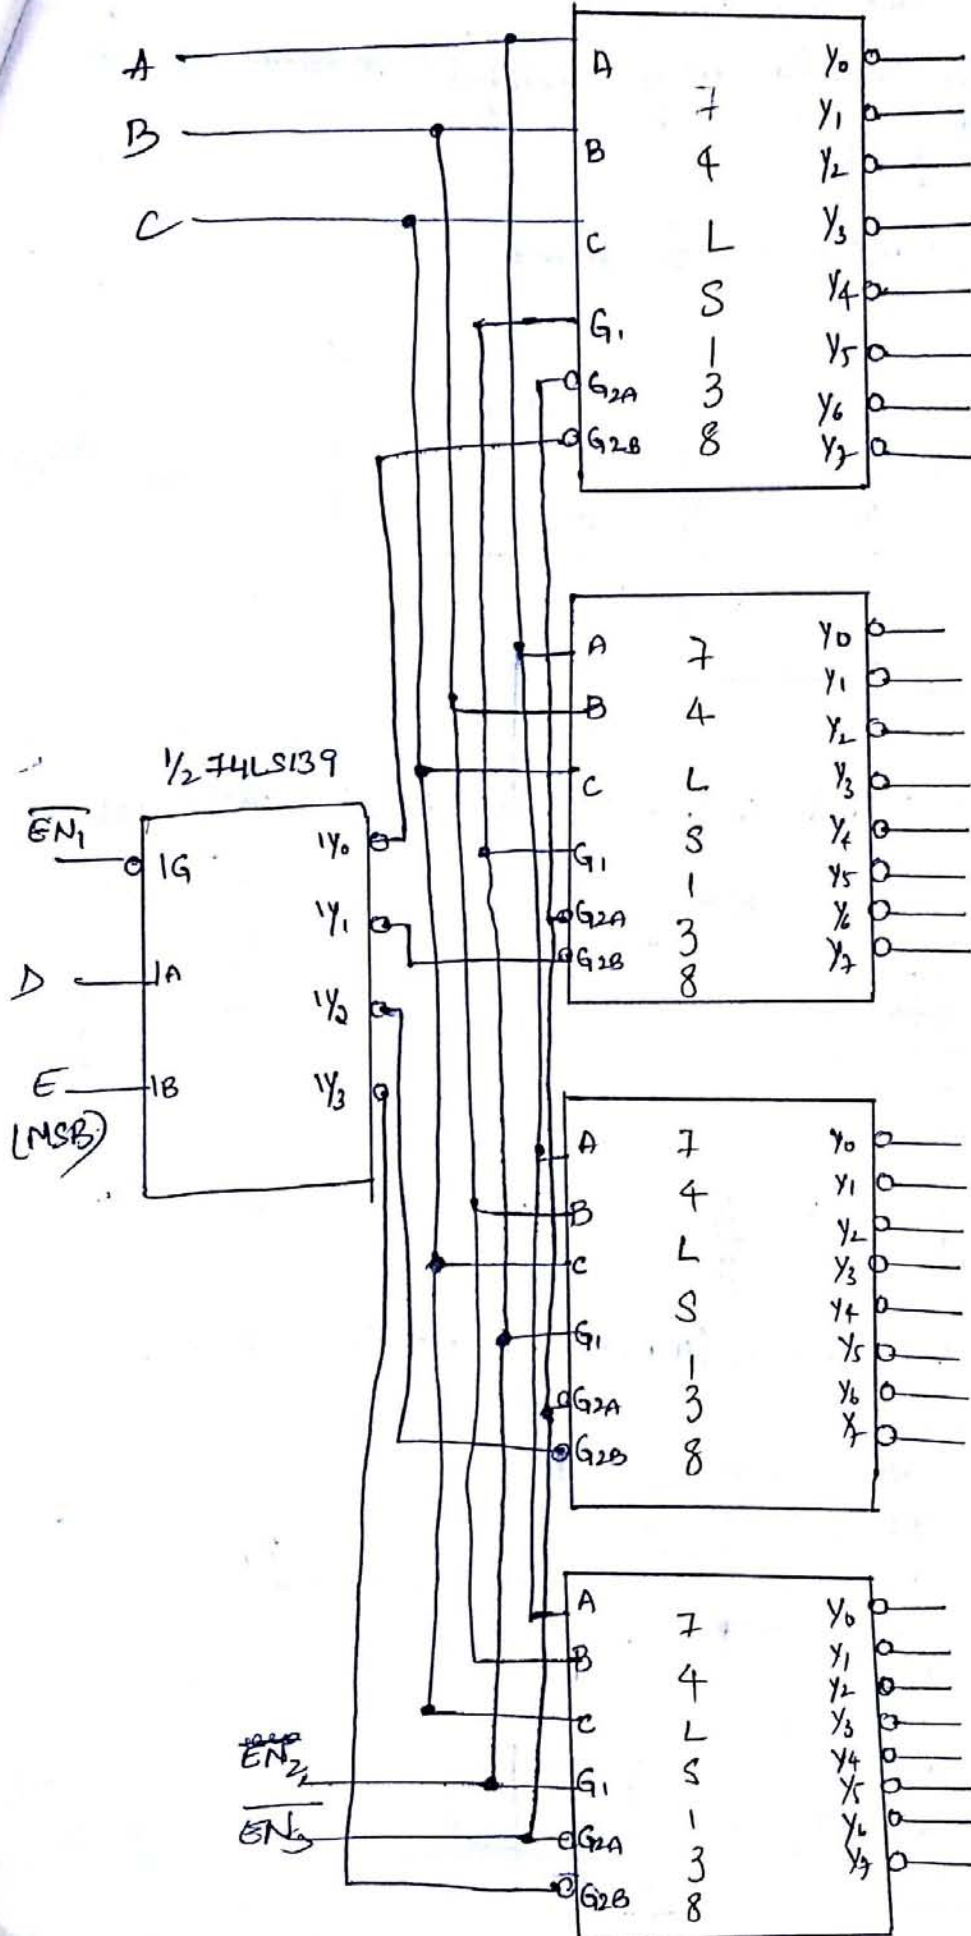 A
B
C
A
B
C
G1
G2A
G2B
7
4
L
S
1
3
8
Y0
Y1
Y2
Y3
Y4
Y5
Y6
Y7
A
B
C
G1
G2A
G2B
7
4
L
S
1
3
8
Y0
Y1
Y2
Y3
Y4
Y5
Y6
Y7
1/2 74LS139
EN1
D
E
(MSB)
1G
1A
1B
1Y0
1Y1
1Y2
1Y3
A
B
C
G1
G2A
G2B
7
4
L
S
1
3
8
Y0
Y1
Y2
Y3
Y4
Y5
Y6
Y7
EN2
EN3
A
B
C
G1
G2A
G2B
7
4
L
S
1
3
8
Y0
Y1
Y2
Y3
Y4
Y5
Y6
Y7